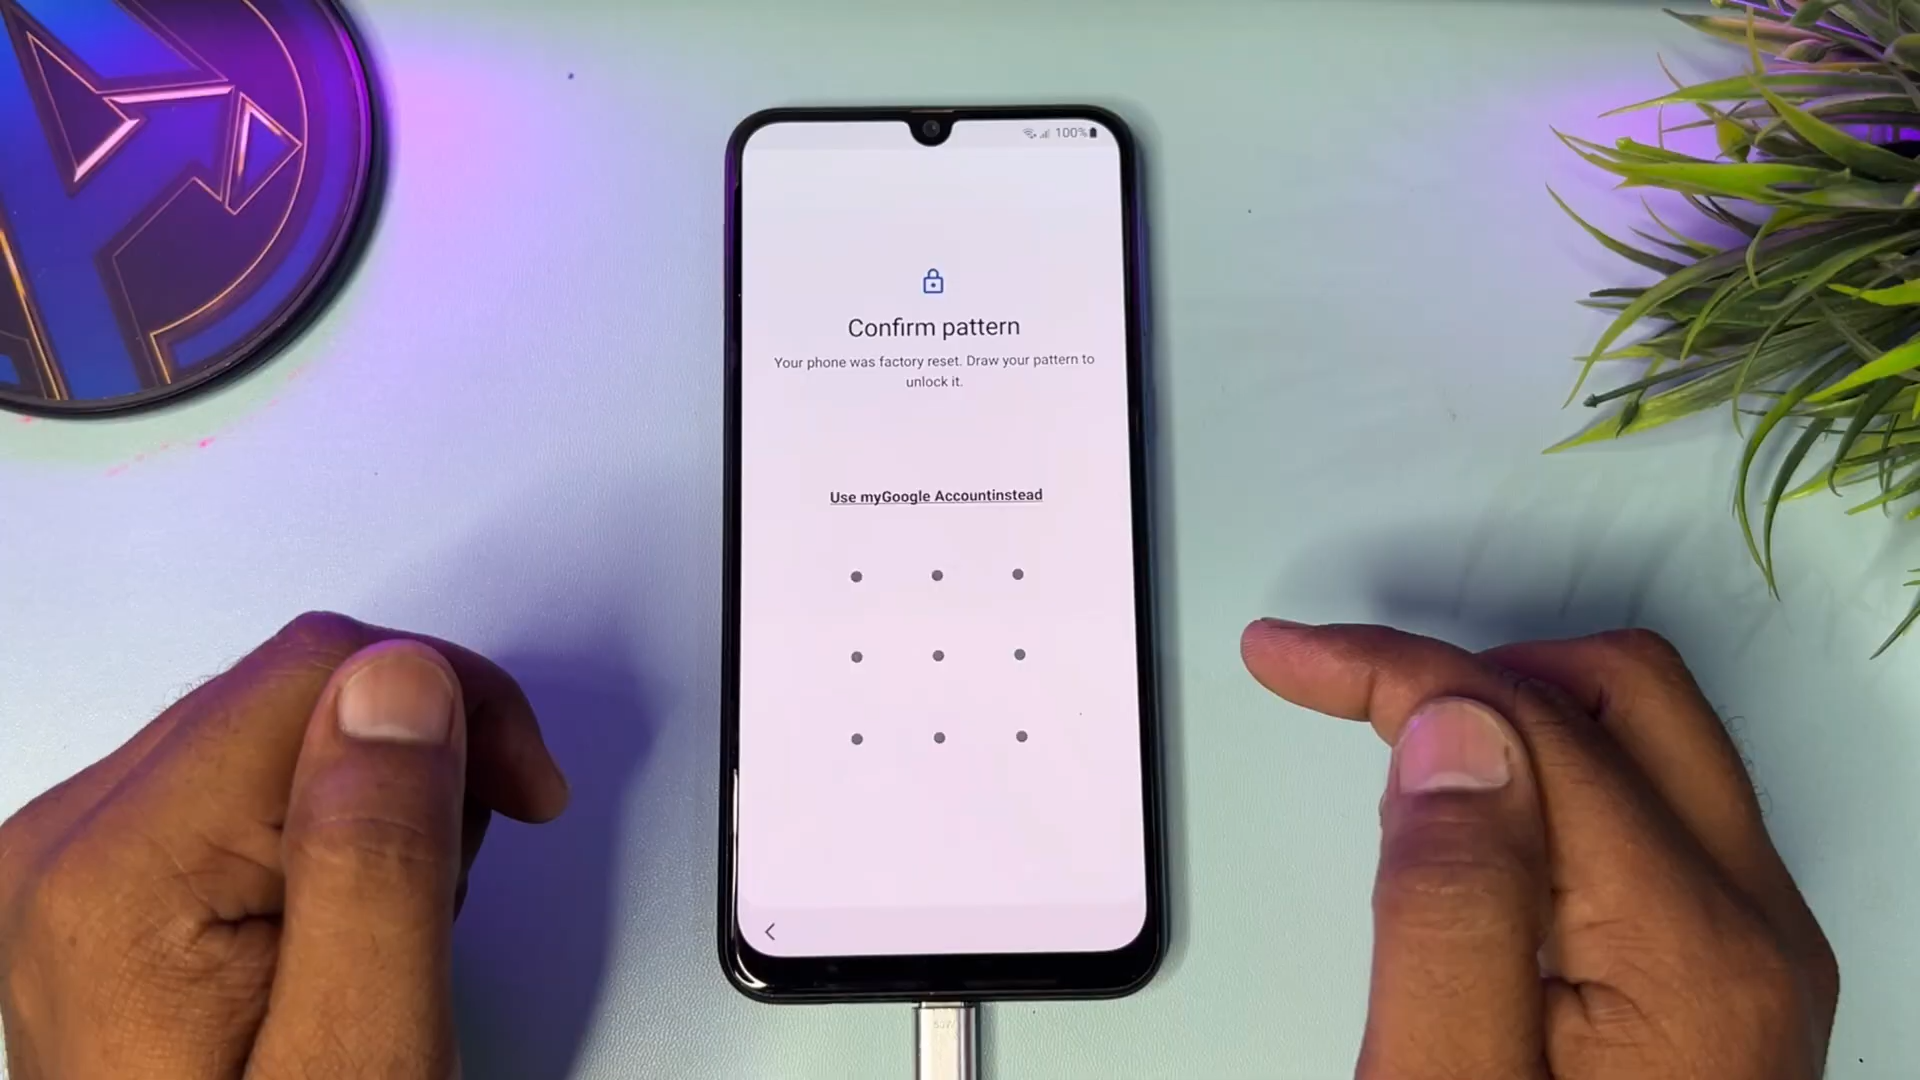 100%
Confirm pattern
Your phone was factory reset. Draw your pattern to
unlock it.
Use myGoogle Accountinstead